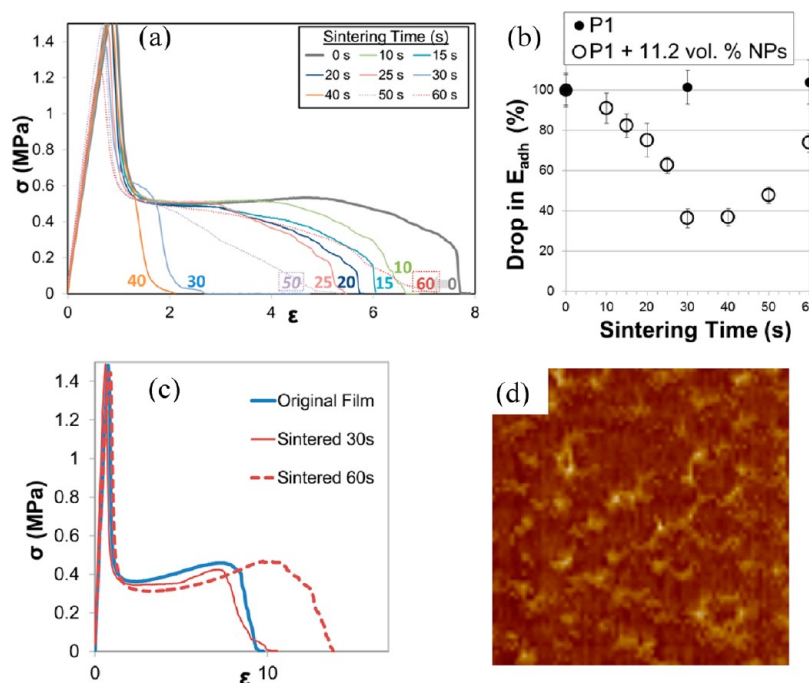 (a)
Sintering Time (s)
0 s 10 s 15 s
20 s 25 s 30 s
40 s 50 s 60 s
σ (MPa)
1.4
1.2
1
0.8
0.6
0.4
0.2
0
40 30 50 25 20 15 10 60 0
0 2 4 6 8
ε
(b)
P1
P1 + 11.2 vol. % NPs
Drop in E_adh (%)
100
80
60
40
20
0
0 10 20 30 40 50 60
Sintering Time (s)
(c)
Original Film
Sintered 30s
Sintered 60s
σ (MPa)
1.4
1.2
1
0.8
0.6
0.4
0.2
0
0 10
ε
(d)